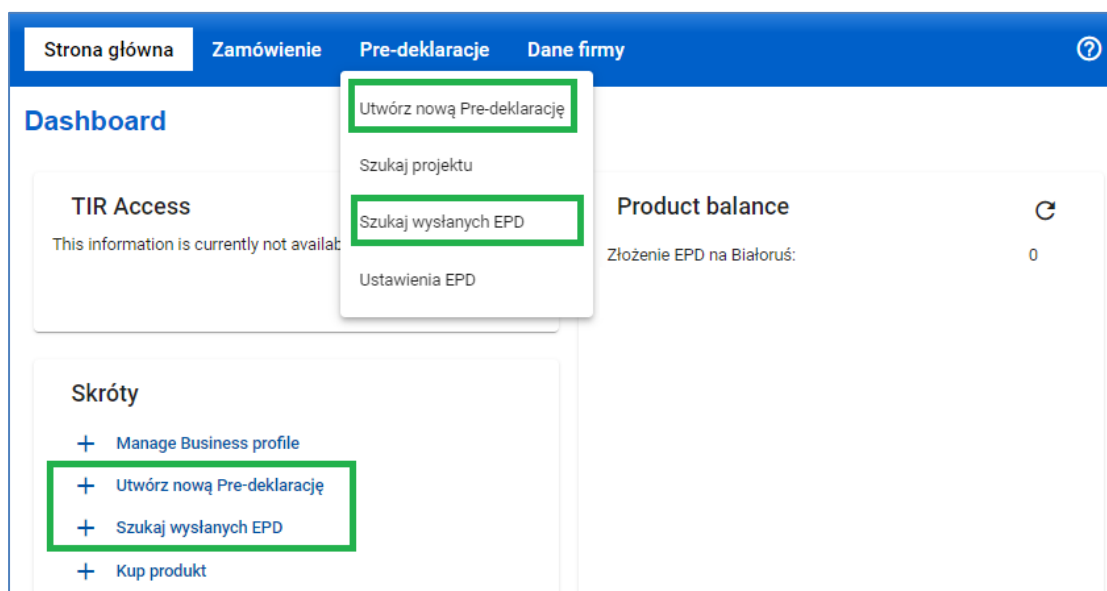 Strona główna Zamówienie Pre-deklaracje Dane firmy
Utwórz nową Pre-deklarację
Szukaj projektu
Szukaj wysłanych EPD
Ustawienia EPD
Dashboard
TIR Access
This information is currently not availab
Product balance
Złożenie EPD na Białoruś: 0
Skróty
+ Manage Business profile
+ Utwórz nową Pre-deklarację
+ Szukaj wysłanych EPD
+ Kup produkt